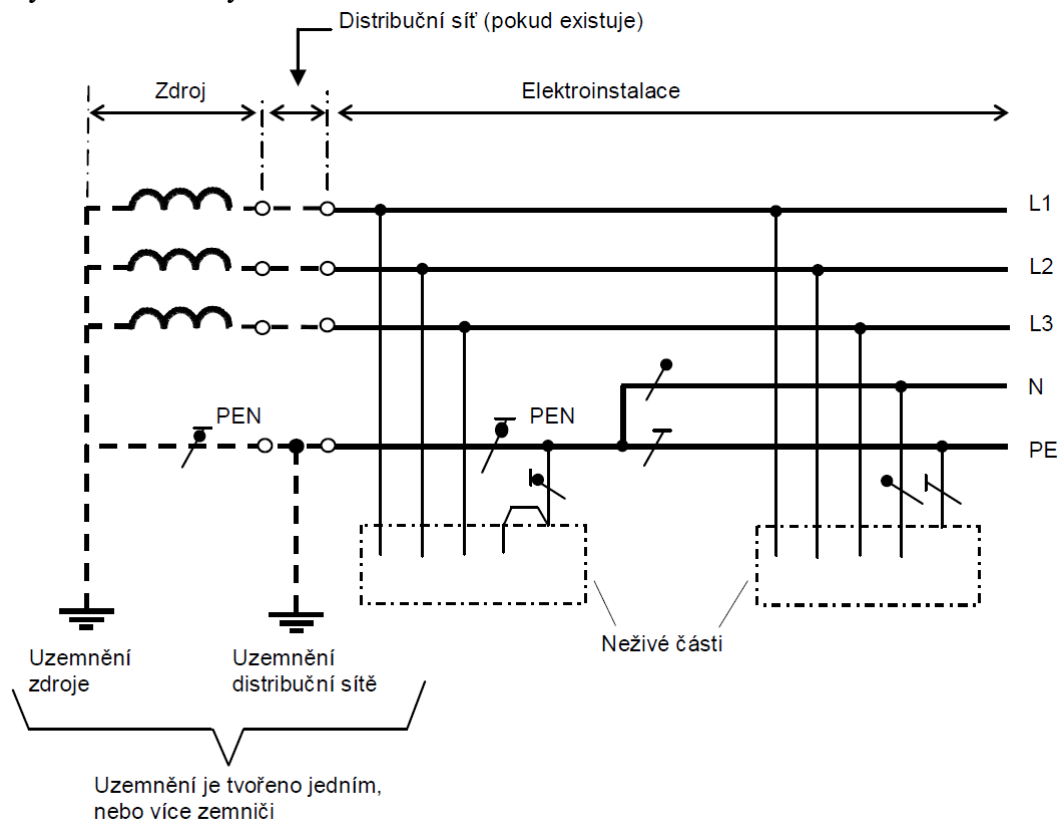 Distribuční síť (pokud existuje)
Zdroj
Elektroinstalace
L1
L2
L3
N
PEN
PEN
PE
Neživé části
Uzemnění
zdroje
Uzemnění
distribuční sítě
Uzemnění je tvořeno jedním,
nebo více zemniči